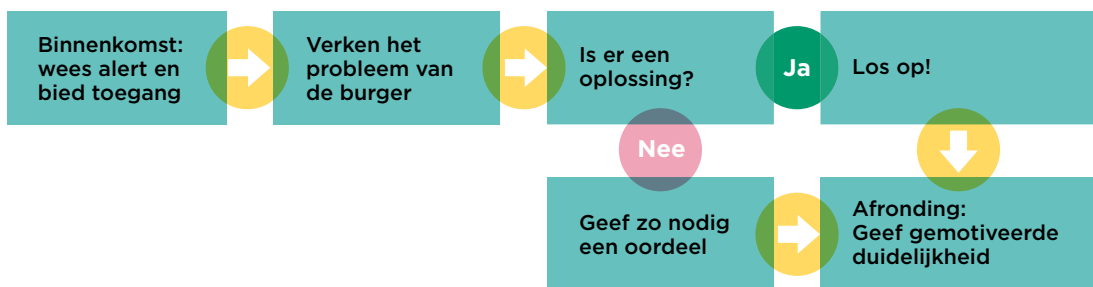 Binnenkomst:
wees alert en
bied toegang
Verken het
probleem van
de burger
Is er een
oplossing?
Ja
Los op!
Nee
Geef zo nodig
een oordeel
Afronding:
Geef gemotiveerde
duidelijkheid